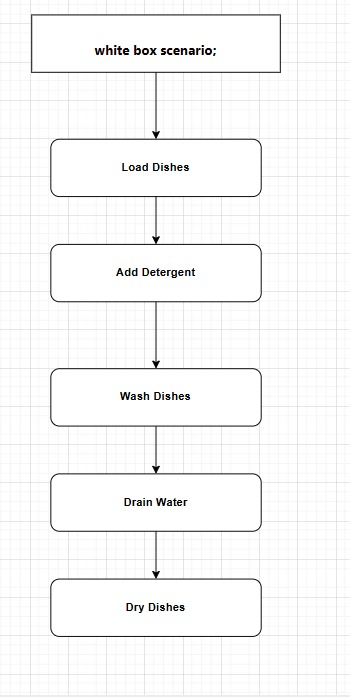 white box scenario;
Load Dishes
Add Detergent
Wash Dishes
Drain Water
Dry Dishes